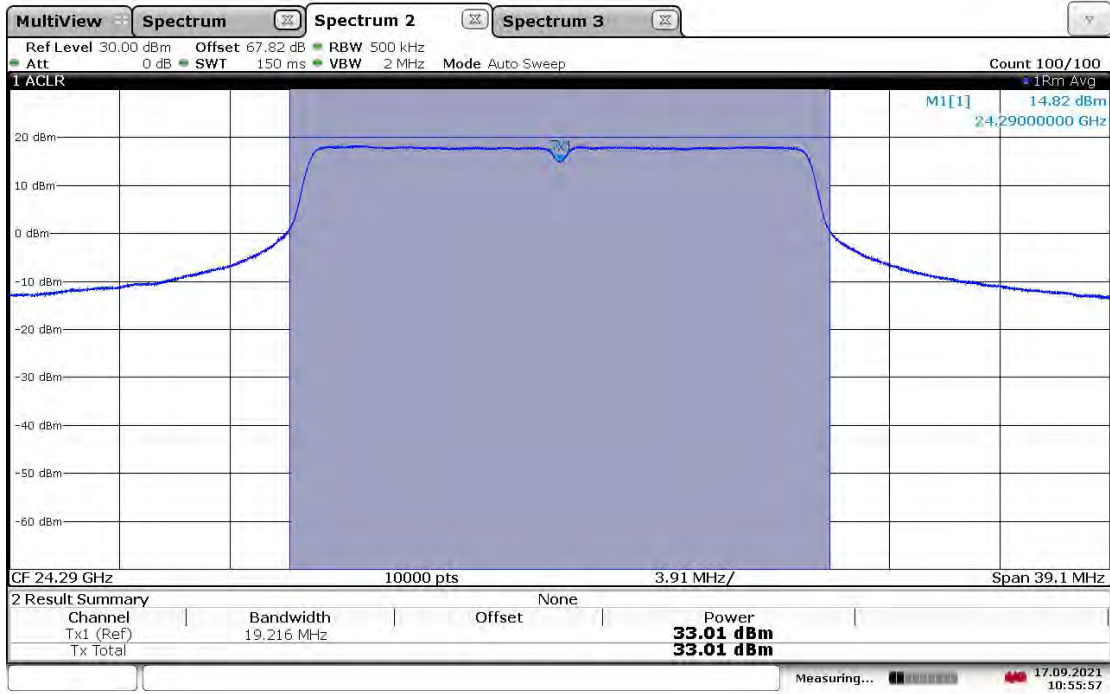 MultiView Spectrum Spectrum 2 Spectrum 3
Ref Level 30.00 dBm Offset 67.82 dB RBW 500 kHz
Att 0 dB SWT 150 ms VBW 2 MHz Mode Auto Sweep Count 100/100
1 ACLR 1Rm Avg
M1[1] 14.82 dBm
24.29000000 GHz
20 dBm
TX1
10 dBm
0 dBm
-10 dBm
-20 dBm
-30 dBm
-40 dBm
-50 dBm
-60 dBm
CF 24.29 GHz 10000 pts 3.91 MHz/ Span 39.1 MHz
2 Result Summary None
Channel Bandwidth Offset Power
Tx1 (Ref) 19.216 MHz 33.01 dBm
Tx Total 33.01 dBm
Measuring... 17.09.2021
10:55:57